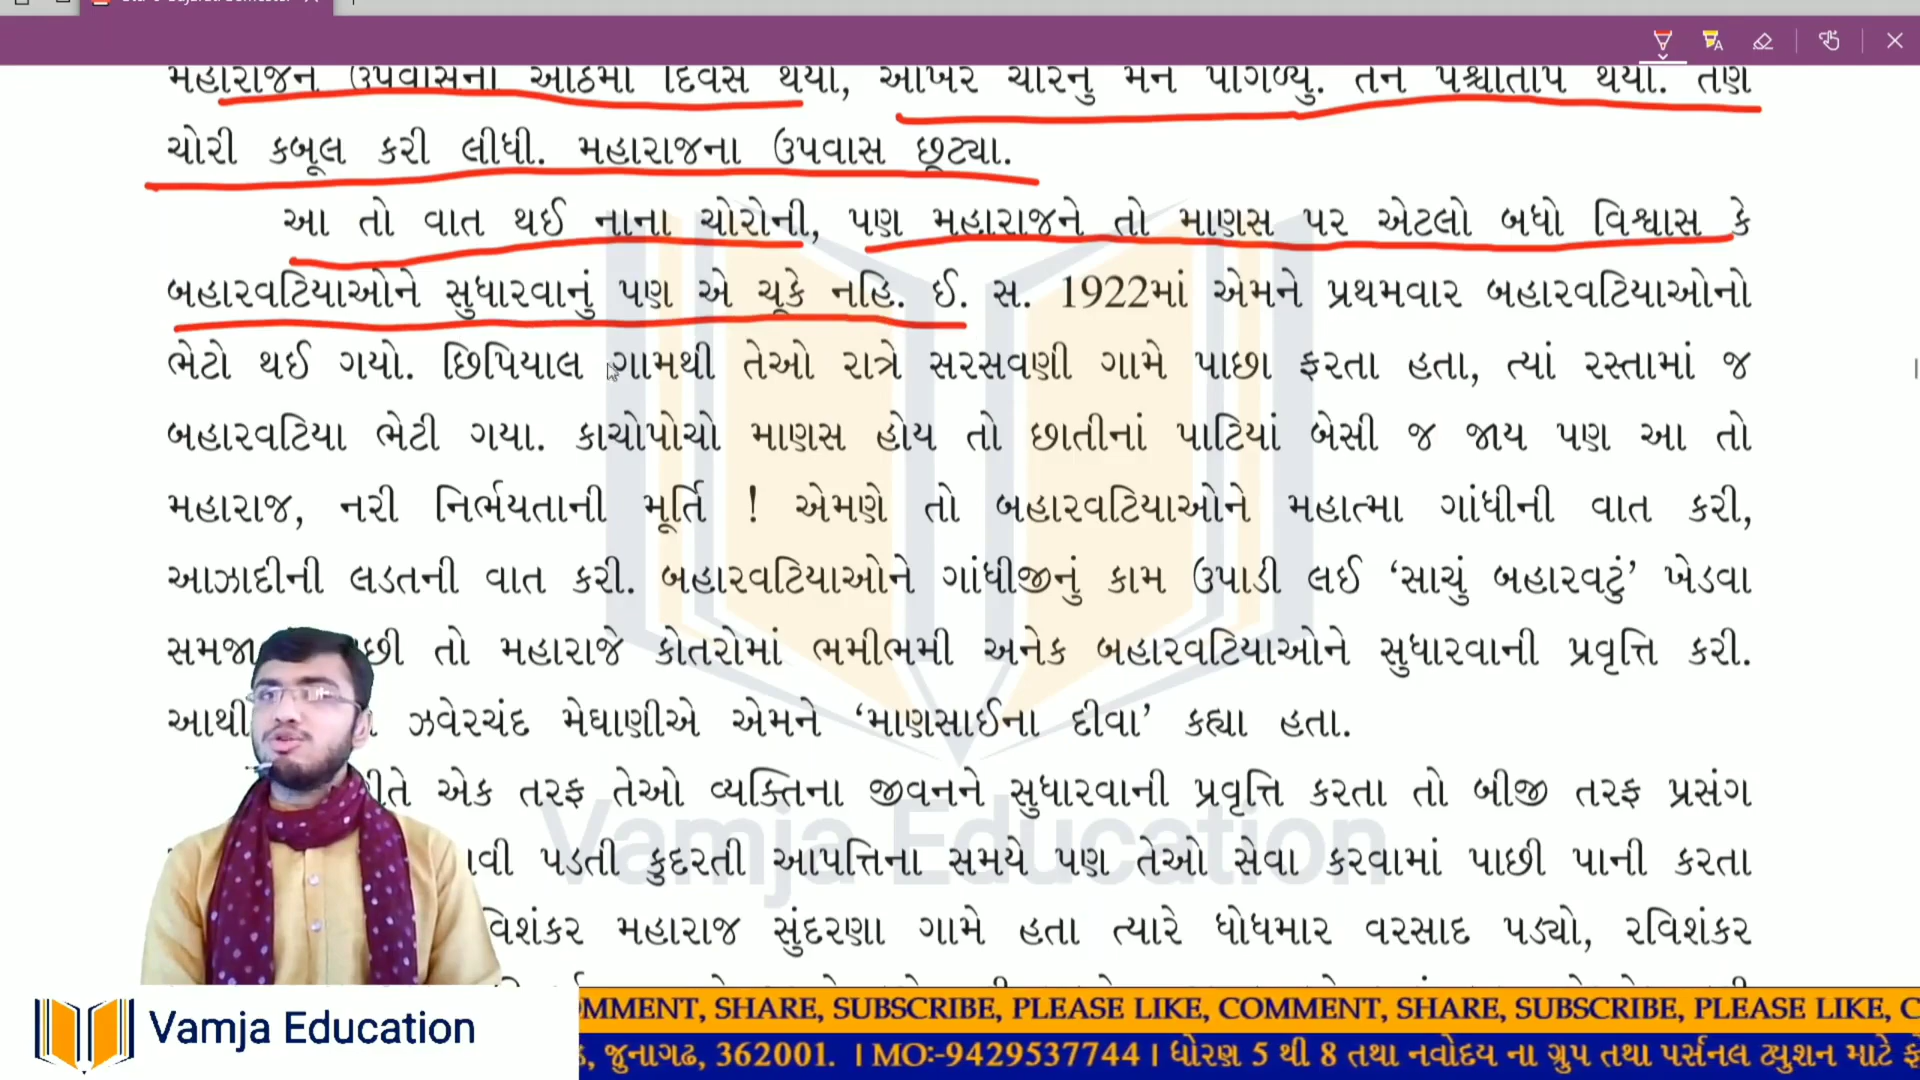 મહારાજને ઉપવાસનો આઠમો દિવસ થયો, આખરે ચોરનું મન પીગળ્યું. તેને પશ્ચાતાપ થયો. તેણે
ચોરી કબૂલ કરી લીધી. મહારાજના ઉપવાસ છૂટ્યા.
આ તો વાત થઈ નાના ચોરોની, પણ મહારાજને તો માણસ પર એટલો બધો વિશ્વાસ કે
બહારવટિયાઓને સુધારવાનું પણ એ ચૂકે નહિ. ઈ. સ. 1922માં એમને પ્રથમવાર બહારવટિયાઓનો
ભેટો થઈ ગયો. છિપિયાલ ગામથી તેઓ રાત્રે સરસવણી ગામે પાછા ફરતા હતા, ત્યાં રસ્તામાં જ
બહારવટિયા ભેટી ગયા. કાચોપોચો માણસ હોય તો છાતીનાં પાટિયાં બેસી જ જાય પણ આ તો
મહારાજ, નરી નિર્ભયતાની મૂર્તિ ! એમણે તો બહારવટિયાઓને મહાત્મા ગાંધીની વાત કરી,
આઝાદીની લડતની વાત કરી. બહારવટિયાઓને ગાંધીજીનું કામ ઉપાડી લઈ ‘સાચું બહારવટું’ ખેડવા
સમજા છી તો મહારાજે કોતરોમાં ભમીભમી અનેક બહારવટિયાઓને સુધારવાની પ્રવૃત્તિ કરી.
આથી ઝવેરચંદ મેઘાણીએ એમને ‘માણસાઈના દીવા’ કહ્યા હતા.
ીતે એક તરફ તેઓ વ્યક્તિના જીવનને સુધારવાની પ્રવૃત્તિ કરતા તો બીજી તરફ પ્રસંગ
વી પડતી કુદરતી આપત્તિના સમયે પણ તેઓ સેવા કરવામાં પાછી પાની કરતા
વિશંકર મહારાજ સુંદરણા ગામે હતા ત્યારે ધોધમાર વરસાદ પડ્યો, રવિશંકર
Vamja Education
Vamja Education
OMMENT, SHARE, SUBSCRIBE, PLEASE LIKE, COMMENT, SHARE, SUBSCRIBE, PLEASE LIKE, C
જુનાગઢ, 362001. । MO:-9429537744 । ધોરણ 5 થી 8 તથા નવોદય ના ગ્રુપ તથા પર્સનલ ટ્યુશન માટે